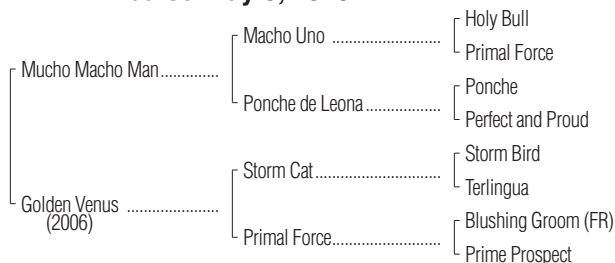 Holy Bull
Macho Uno ........................
Primal Force
Mucho Macho Man .............
Ponche
Ponche de Leona .................
Perfect and Proud
Storm Bird
Storm Cat ............................
Terlingua
Golden Venus .....................
(2006)
Blushing Groom (FR)
Primal Force ........................
Prime Prospect